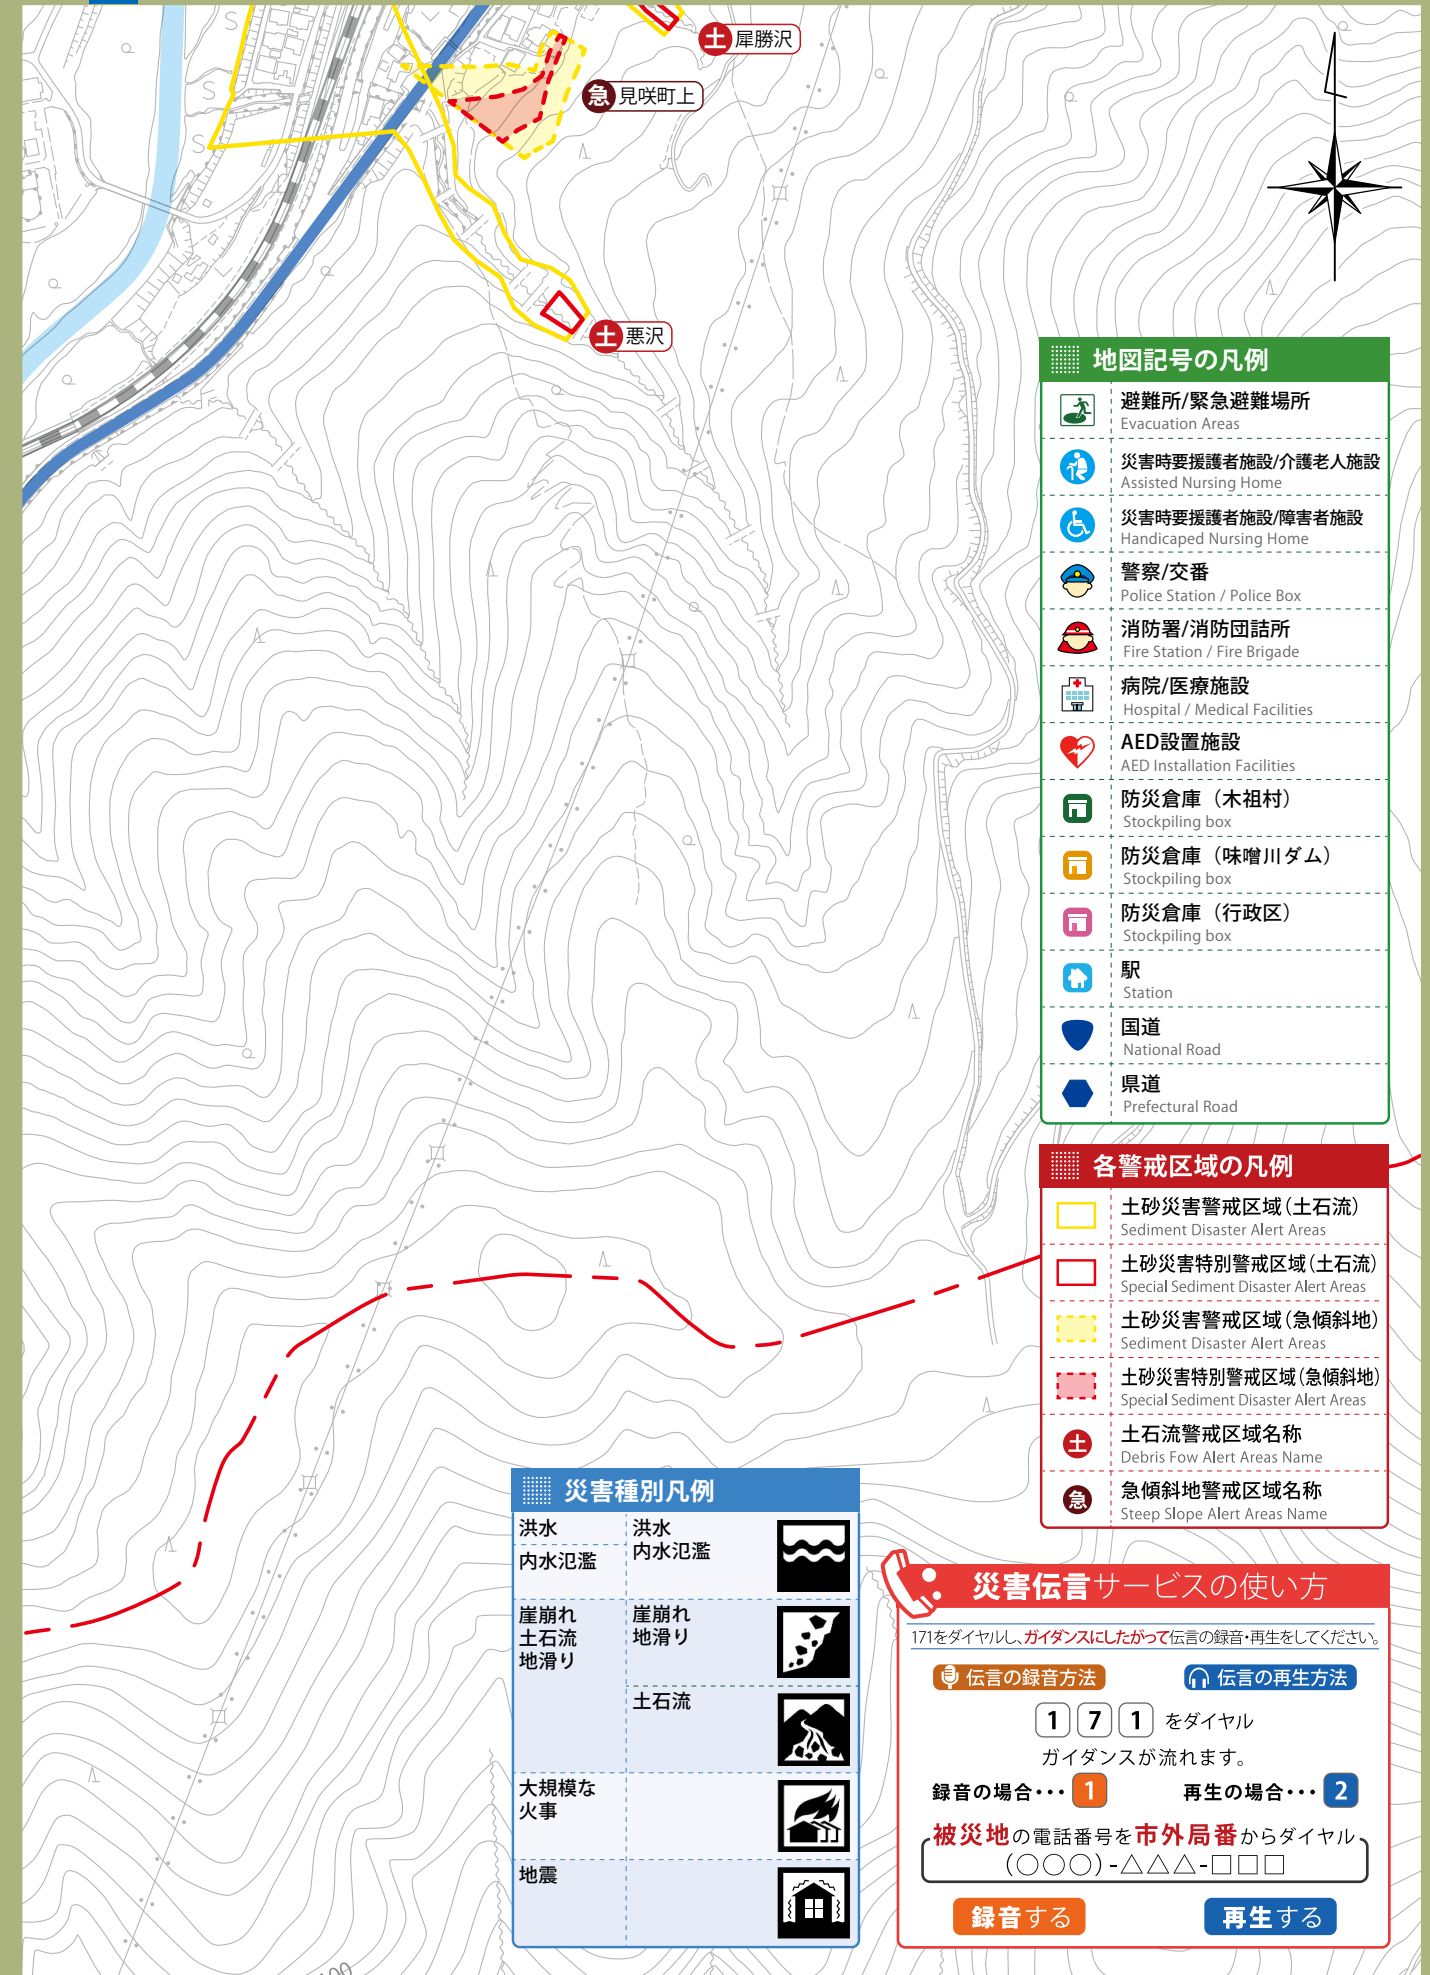 土 犀勝沢
急 見咲町上
土 悪沢
地図記号の凡例
避難所/緊急避難場所
Evacuation Areas
災害時要援護者施設/介護老人施設
Assisted Nursing Home
災害時要援護者施設/障害者施設
Handicaped Nursing Home
警察/交番
Police Station / Police Box
消防署/消防団詰所
Fire Station / Fire Brigade
病院/医療施設
Hospital / Medical Facilities
AED設置施設
AED Installation Facilities
防災倉庫（木祖村）
Stockpiling box
防災倉庫（味噌川ダム）
Stockpiling box
防災倉庫（行政区）
Stockpiling box
駅
Station
国道
National Road
県道
Prefectural Road
各警戒区域の凡例
土砂災害警戒区域（土石流）
Sediment Disaster Alert Areas
土砂災害特別警戒区域（土石流）
Special Sediment Disaster Alert Areas
土砂災害警戒区域（急傾斜地）
Sediment Disaster Alert Areas
土砂災害特別警戒区域（急傾斜地）
Special Sediment Disaster Alert Areas
土 土石流警戒区域名称
Debris Fow Alert Areas Name
急 急傾斜地警戒区域名称
Steep Slope Alert Areas Name
災害種別凡例
洪水
内水氾濫
洪水
内水氾濫
崖崩れ
土石流
地滑り
崖崩れ
地滑り
土石流
大規模な
火事
地震
災害伝言サービスの使い方
171をダイヤルし、ガイダンスにしたがって伝言の録音・再生をしてください。
伝言の録音方法 伝言の再生方法
1 7 1 をダイヤル
ガイダンスが流れます。
録音の場合・・・ 1 再生の場合・・・ 2
被災地の電話番号を市外局番からダイヤル
(○○○)-△△△-□□□
録音する 再生する